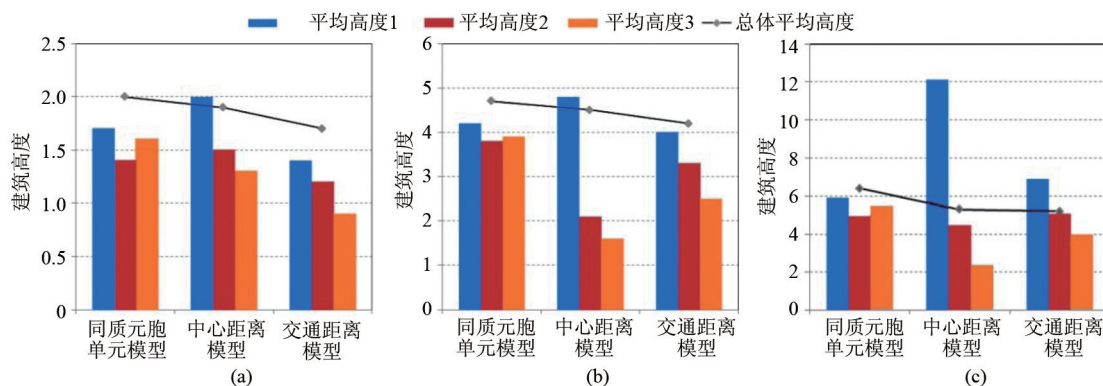 平均高度1 平均高度2 平均高度3 总体平均高度
建筑高度
2.5
2.0
1.5
1.0
0.5
0
同质元胞 中心距离 交通距离
单元模型 模型 模型
(a)
建筑高度
6
5
4
3
2
1
0
同质元胞 中心距离 交通距离
单元模型 模型 模型
(b)
建筑高度
14
12
10
8
6
4
2
0
同质元胞 中心距离 交通距离
单元模型 模型 模型
(c)